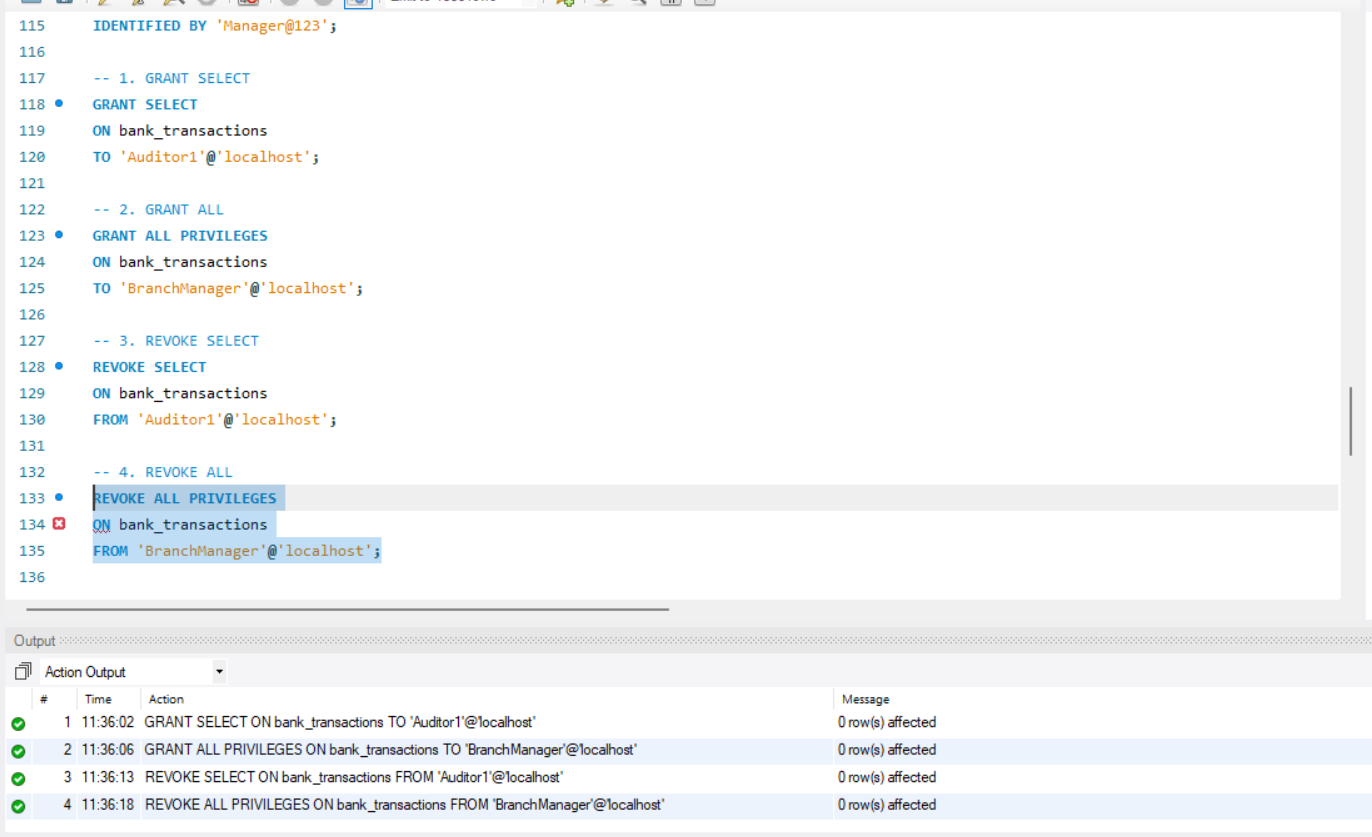 115 IDENTIFIED BY 'Manager@123';
116
117 -- 1. GRANT SELECT
118 GRANT SELECT
119 ON bank_transactions
120 TO 'Auditor1'@'localhost';
121
122 -- 2. GRANT ALL
123 GRANT ALL PRIVILEGES
124 ON bank_transactions
125 TO 'BranchManager'@'localhost';
126
127 -- 3. REVOKE SELECT
128 REVOKE SELECT
129 ON bank_transactions
130 FROM 'Auditor1'@'localhost';
131
132 -- 4. REVOKE ALL
133 REVOKE ALL PRIVILEGES
134 ON bank_transactions
135 FROM 'BranchManager'@'localhost';
136
Output
Action Output
# Time Action Message
1 11:36:02 GRANT SELECT ON bank_transactions TO 'Auditor1'@'localhost' 0 row(s) affected
2 11:36:06 GRANT ALL PRIVILEGES ON bank_transactions TO 'BranchManager'@'localhost' 0 row(s) affected
3 11:36:13 REVOKE SELECT ON bank_transactions FROM 'Auditor1'@'localhost' 0 row(s) affected
4 11:36:18 REVOKE ALL PRIVILEGES ON bank_transactions FROM 'BranchManager'@'localhost' 0 row(s) affected